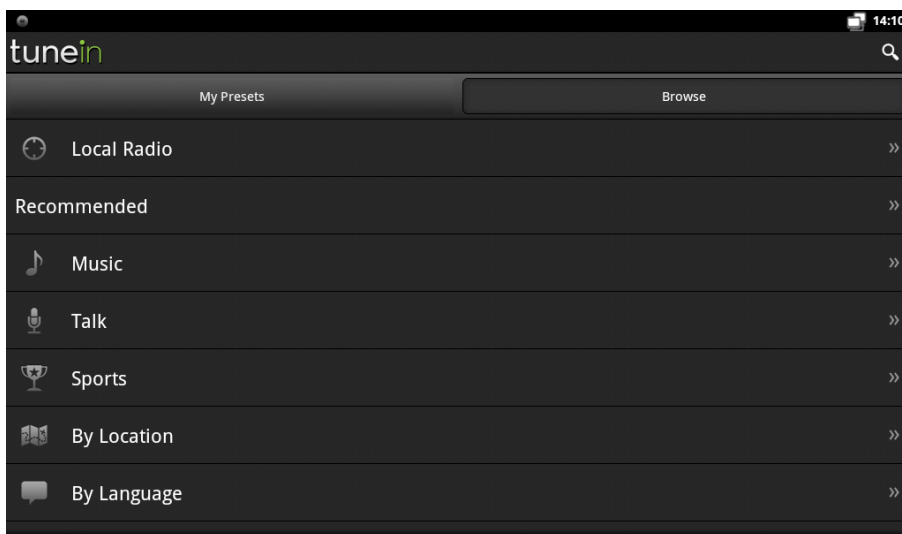 14:10
tunein
My Presets
Browse
Local Radio
Recommended
Music
Talk
Sports
By Location
By Language